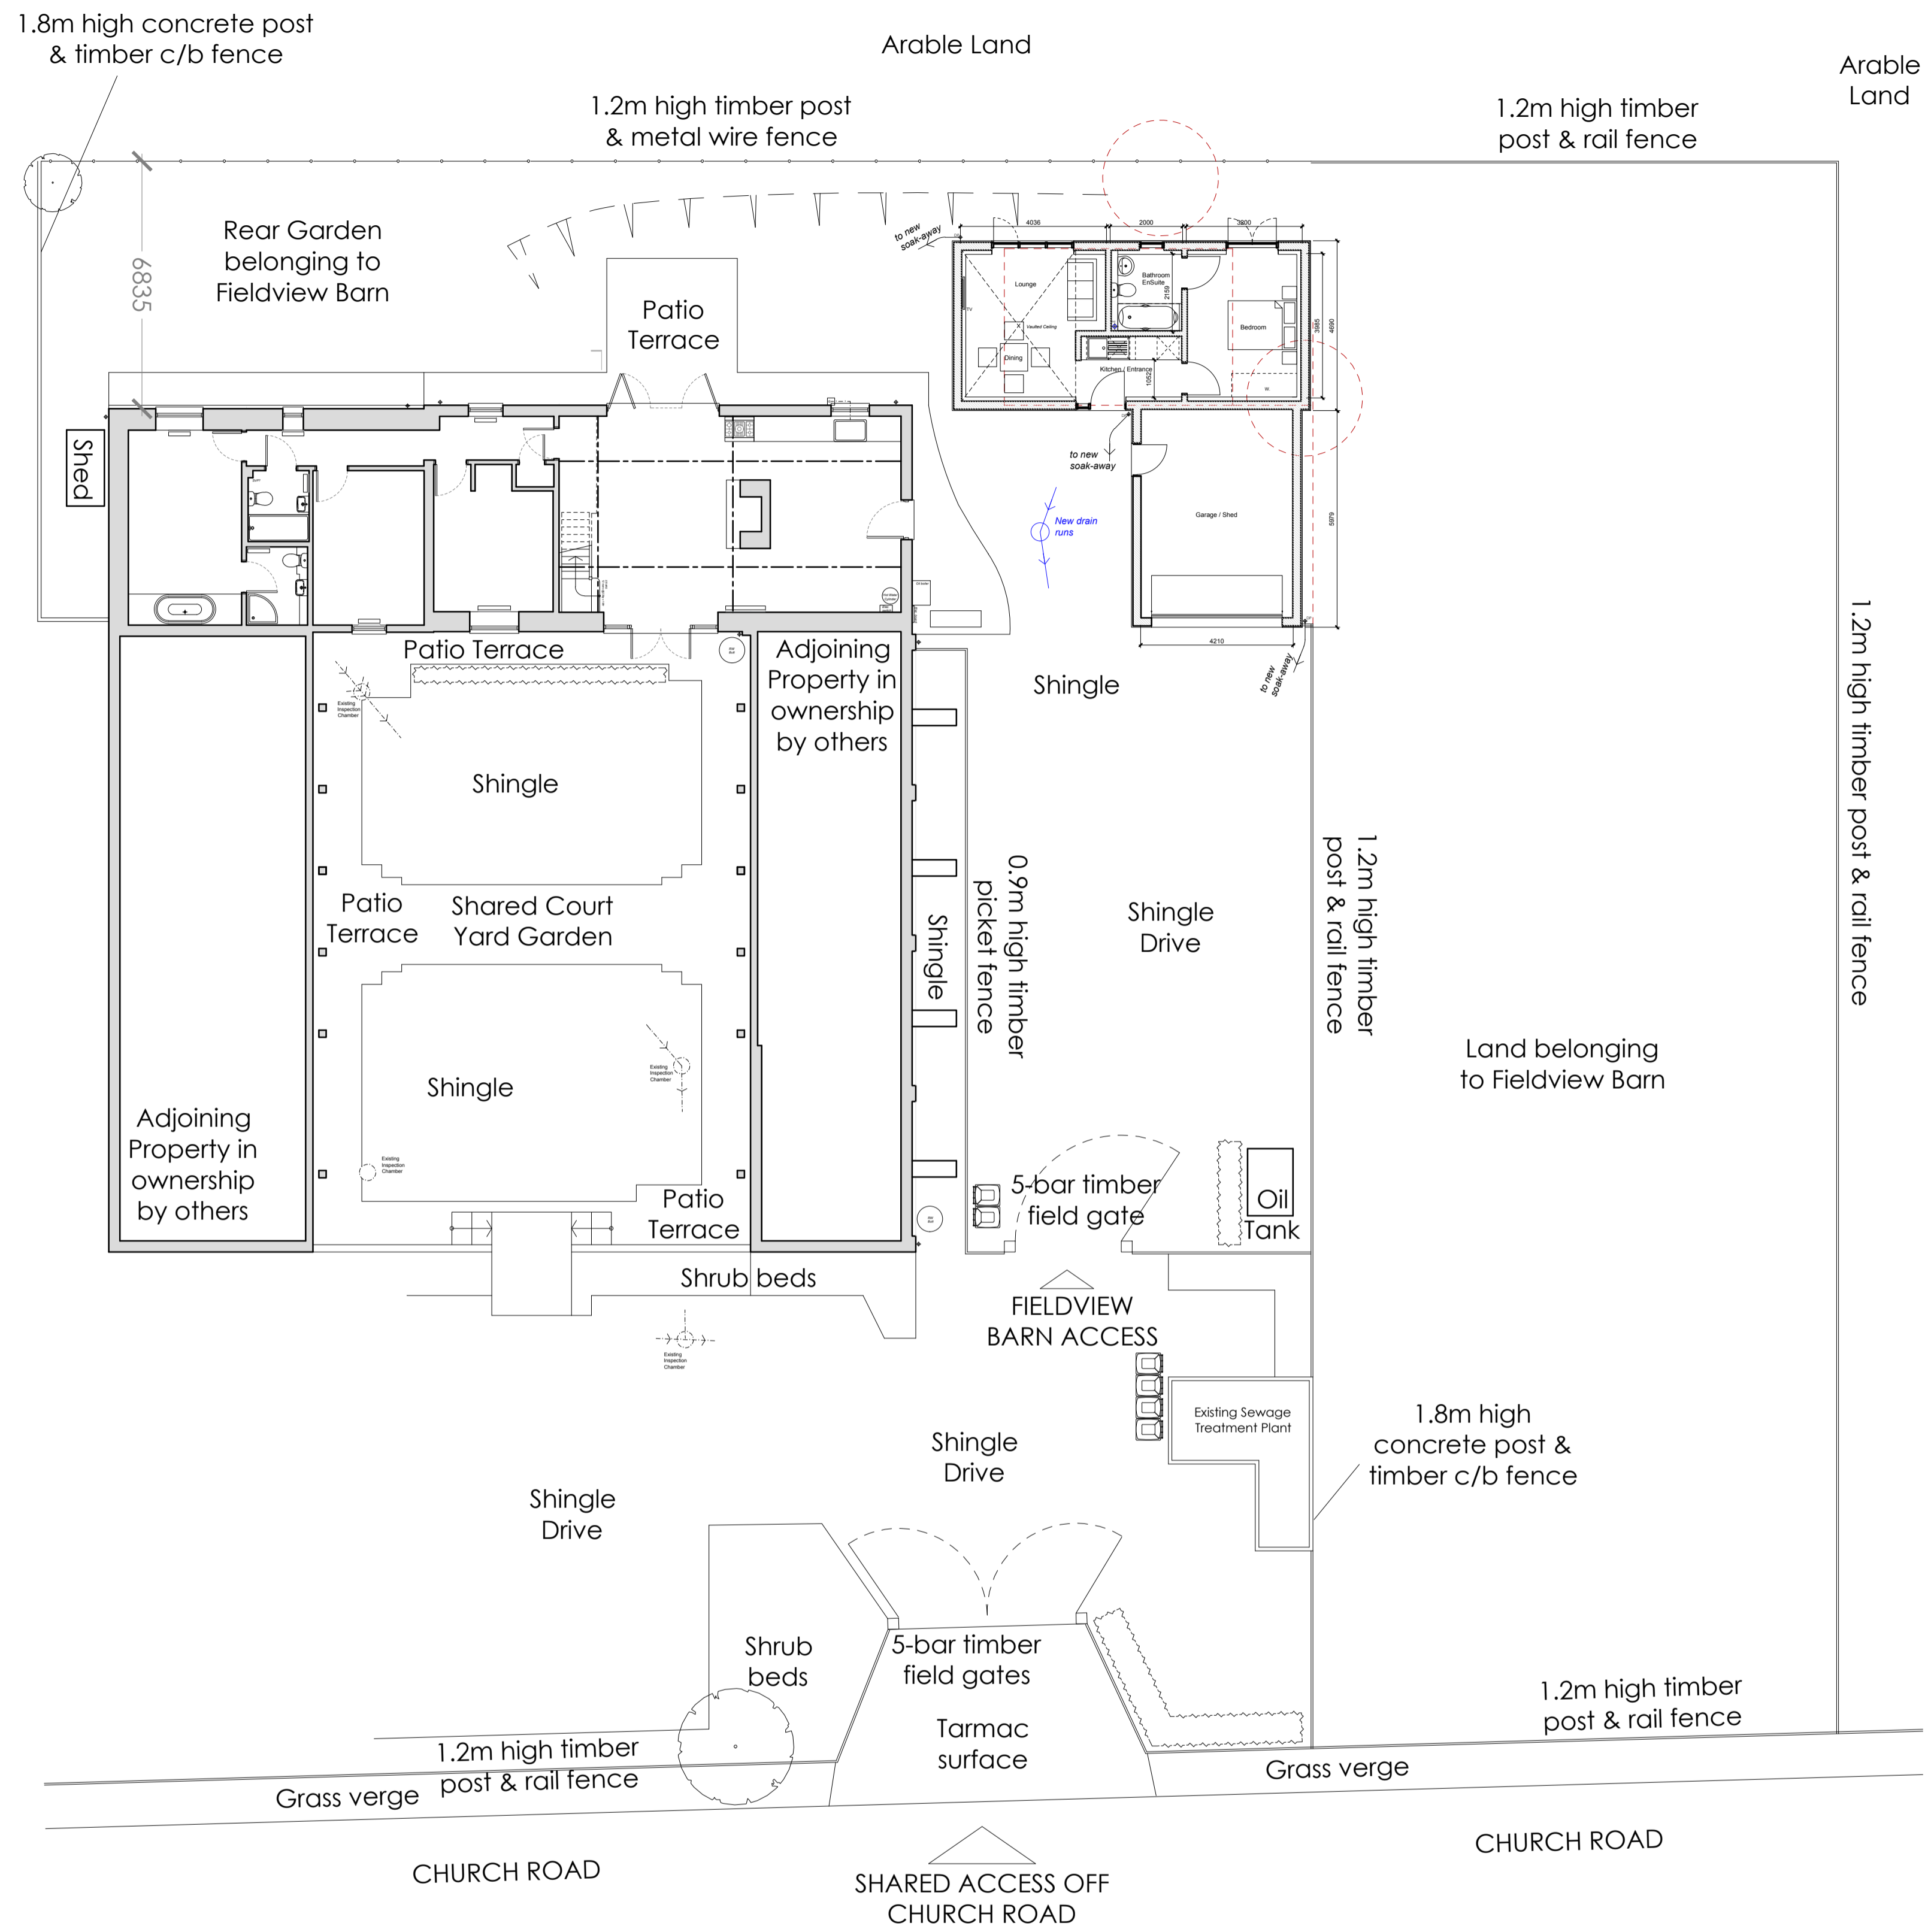 1.8m high concrete post
& timber c/b fence
Arable Land
Arable
Land
1.2m high timber post
& metal wire fence
1.2m high timber
post & rail fence
Rear Garden
belonging to
Fieldview Barn
6835
Patio
Terrace
to new
soak-away
4036
2000
3800
Lounge
TV
Vaulted Ceiling
Dining
Bathroom
EnSuite
2159
Bedroom
3985
4690
Kitchen / Entrance
1052
W
to new
soak-away
New drain
runs
Garage / Shed
5979
4210
to new
soak-away
Shed
Patio Terrace
Adjoining
Property in
ownership
by others
Existing
Inspection
Chamber
Shingle
Shingle
Patio
Terrace
Shared Court
Yard Garden
Shingle
0.9m high timber
picket fence
Shingle
Drive
1.2m high timber
post & rail fence
1.2m high timber post & rail fence
Land belonging
to Fieldview Barn
Existing
Inspection
Chamber
Shingle
Adjoining
Property in
ownership
by others
Existing
Inspection
Chamber
Patio
Terrace
5-bar timber
field gate
Oil
Tank
Shrub beds
FIELDVIEW
BARN ACCESS
Existing
Inspection
Chamber
Existing Sewage
Treatment Plant
1.8m high
concrete post &
timber c/b fence
Shingle
Drive
Shingle
Drive
Shrub
beds
5-bar timber
field gates
Tarmac
surface
1.2m high timber
post & rail fence
1.2m high timber
post & rail fence
Grass verge
Grass verge
CHURCH ROAD
CHURCH ROAD
SHARED ACCESS OFF
CHURCH ROAD